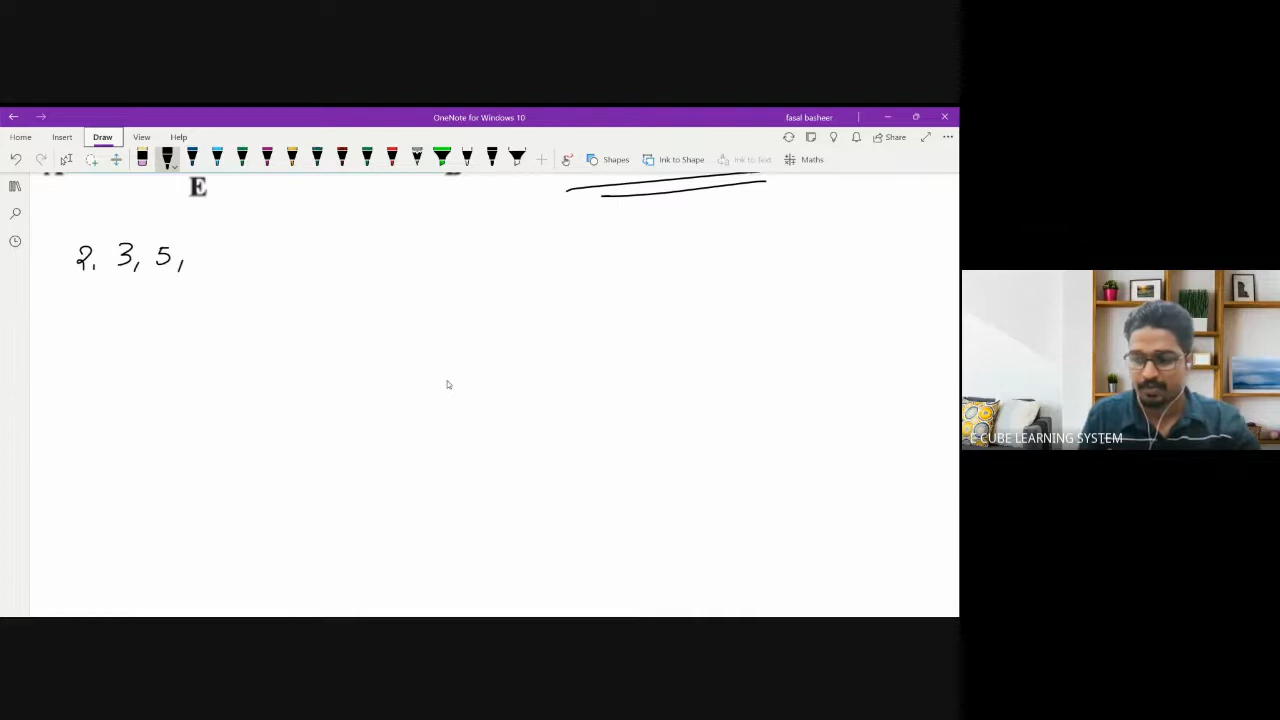 OneNote for Windows 10
fasal basheer
Home Insert Draw View Help
Share
Shapes Ink to Shape Ink to Text Maths
E
2, 3, 5,
E CUBE LEARNING SYSTEM